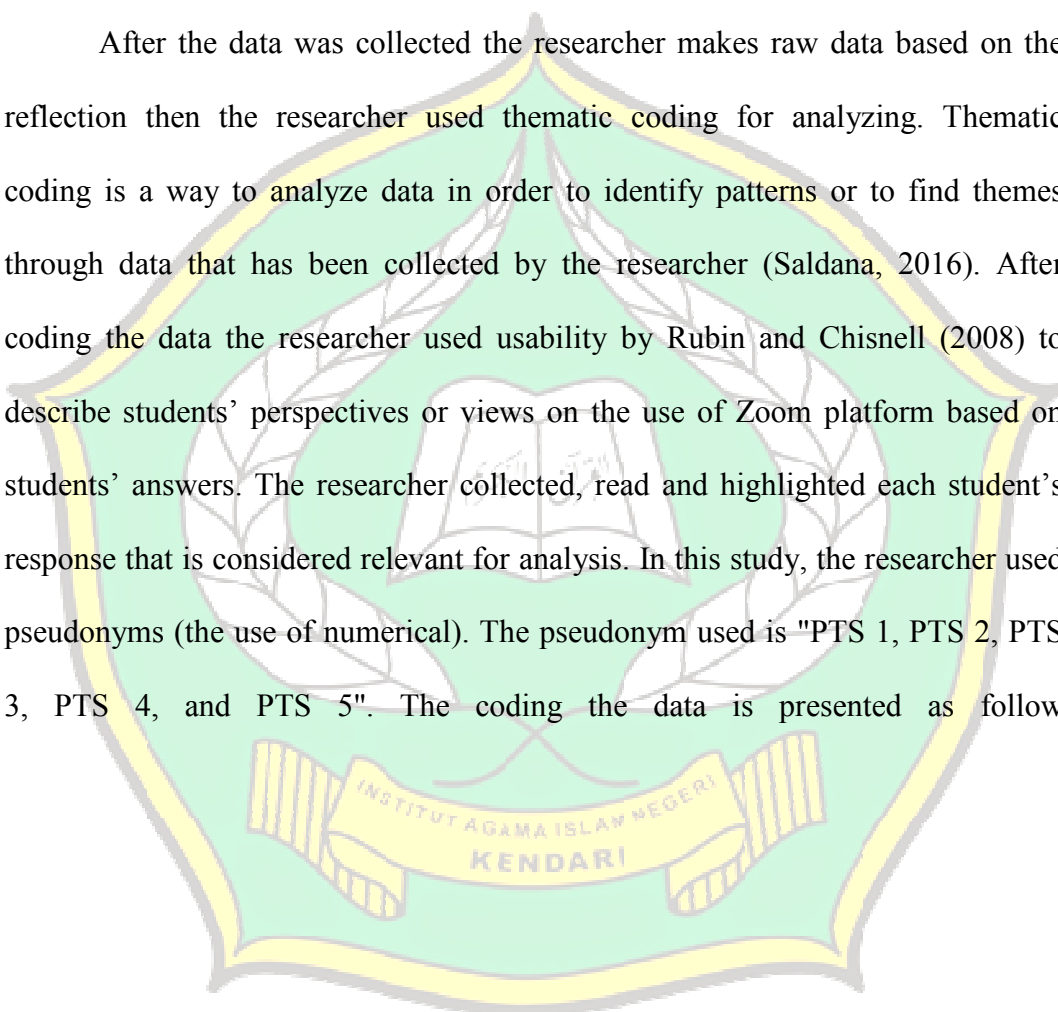 After the data was collected the researcher makes raw data based on the
reflection then the researcher used thematic coding for analyzing. Thematic
coding is a way to analyze data in order to identify patterns or to find themes
through data that has been collected by the researcher (Saldana, 2016). After
coding the data the researcher used usability by Rubin and Chisnell (2008) to
describe students’ perspectives or views on the use of Zoom platform based on
students’ answers. The researcher collected, read and highlighted each student’s
response that is considered relevant for analysis. In this study, the researcher used
pseudonyms (the use of numerical). The pseudonym used is "PTS 1, PTS 2, PTS
3, PTS 4, and PTS 5". The coding the data is presented as follow
INSTITUT AGAMA ISLAM NEGERI
KENDARI